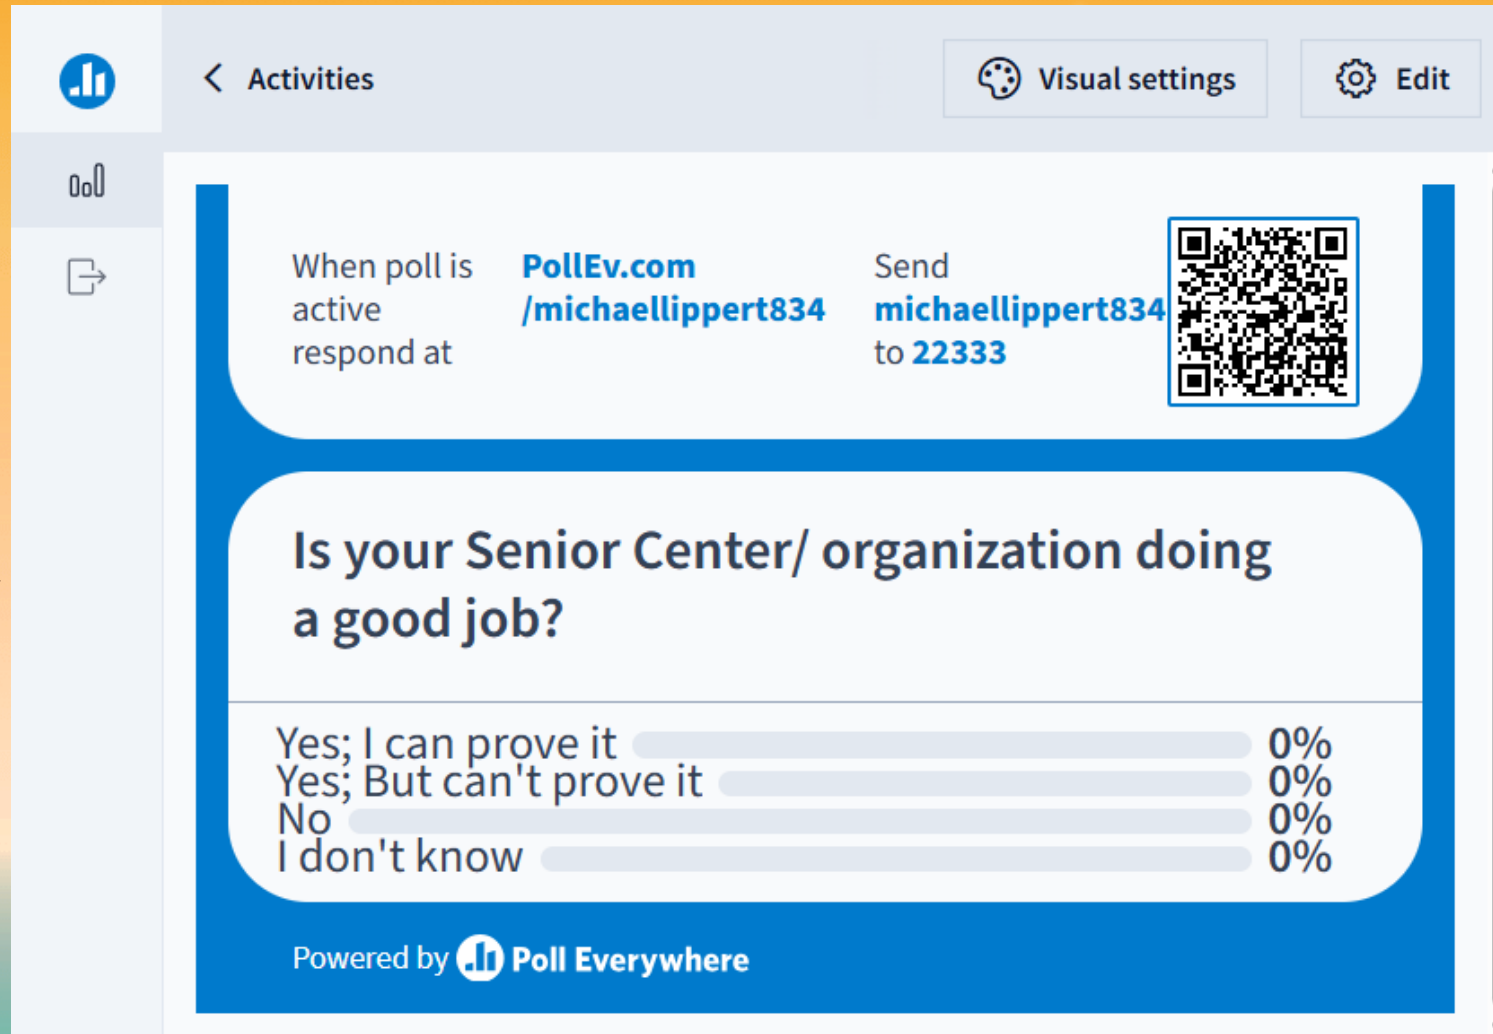 Activities
Visual settings
Edit
When poll is
active
respond at
PollEv.com
/michaellippert834
Send
michaellippert834
to 22333
Is your Senior Center/ organization doing
a good job?
Yes; I can prove it 0%
Yes; But can't prove it 0%
No 0%
I don't know 0%
Powered by Poll Everywhere